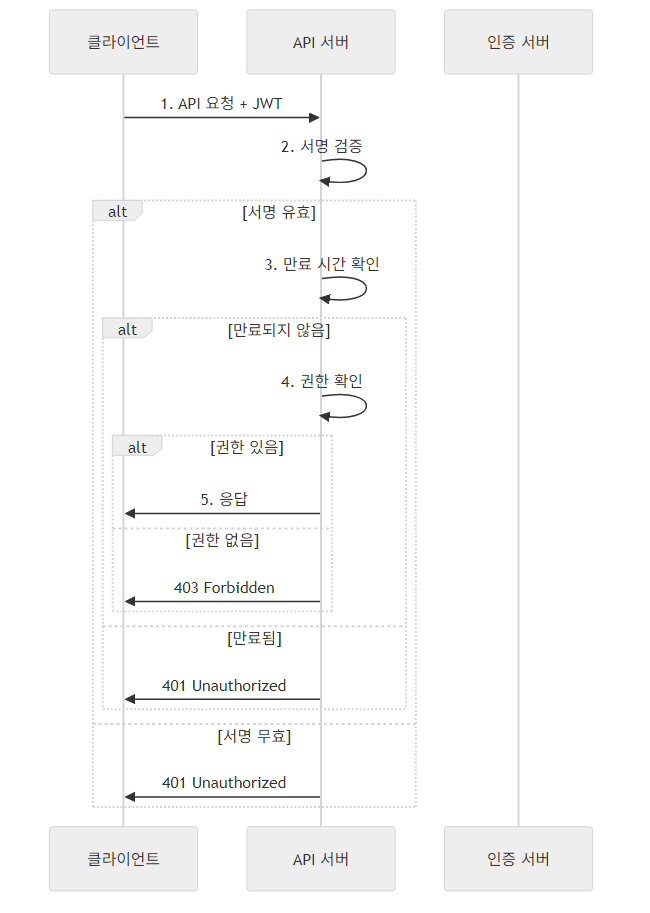 클라이언트
API 서버
인증 서버
1. API 요청 + JWT
2. 서명 검증
alt
[서명 유효]
3. 만료 시간 확인
alt
[만료되지 않음]
4. 권한 확인
alt
[권한 있음]
5. 응답
[권한 없음]
403 Forbidden
[만료됨]
401 Unauthorized
[서명 무효]
401 Unauthorized
클라이언트
API 서버
인증 서버